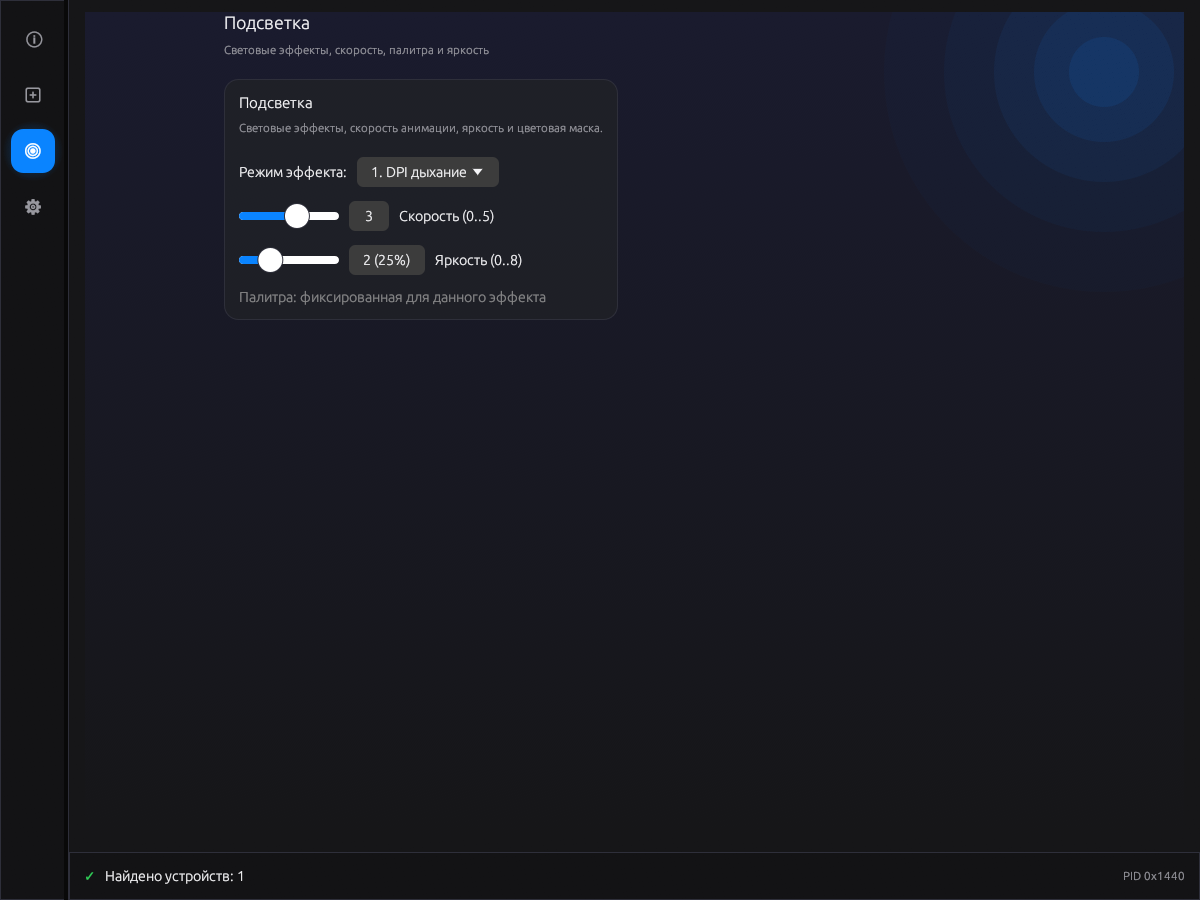 Подсветка
Световые эффекты, скорость, палитра и яркость
Подсветка
Световые эффекты, скорость анимации, яркость и цветовая маска.
Режим эффекта: 1. DPI дыхание
3 Скорость (0..5)
2 (25%) Яркость (0..8)
Палитра: фиксированная для данного эффекта
✓ Найдено устройств: 1 PID 0x1440